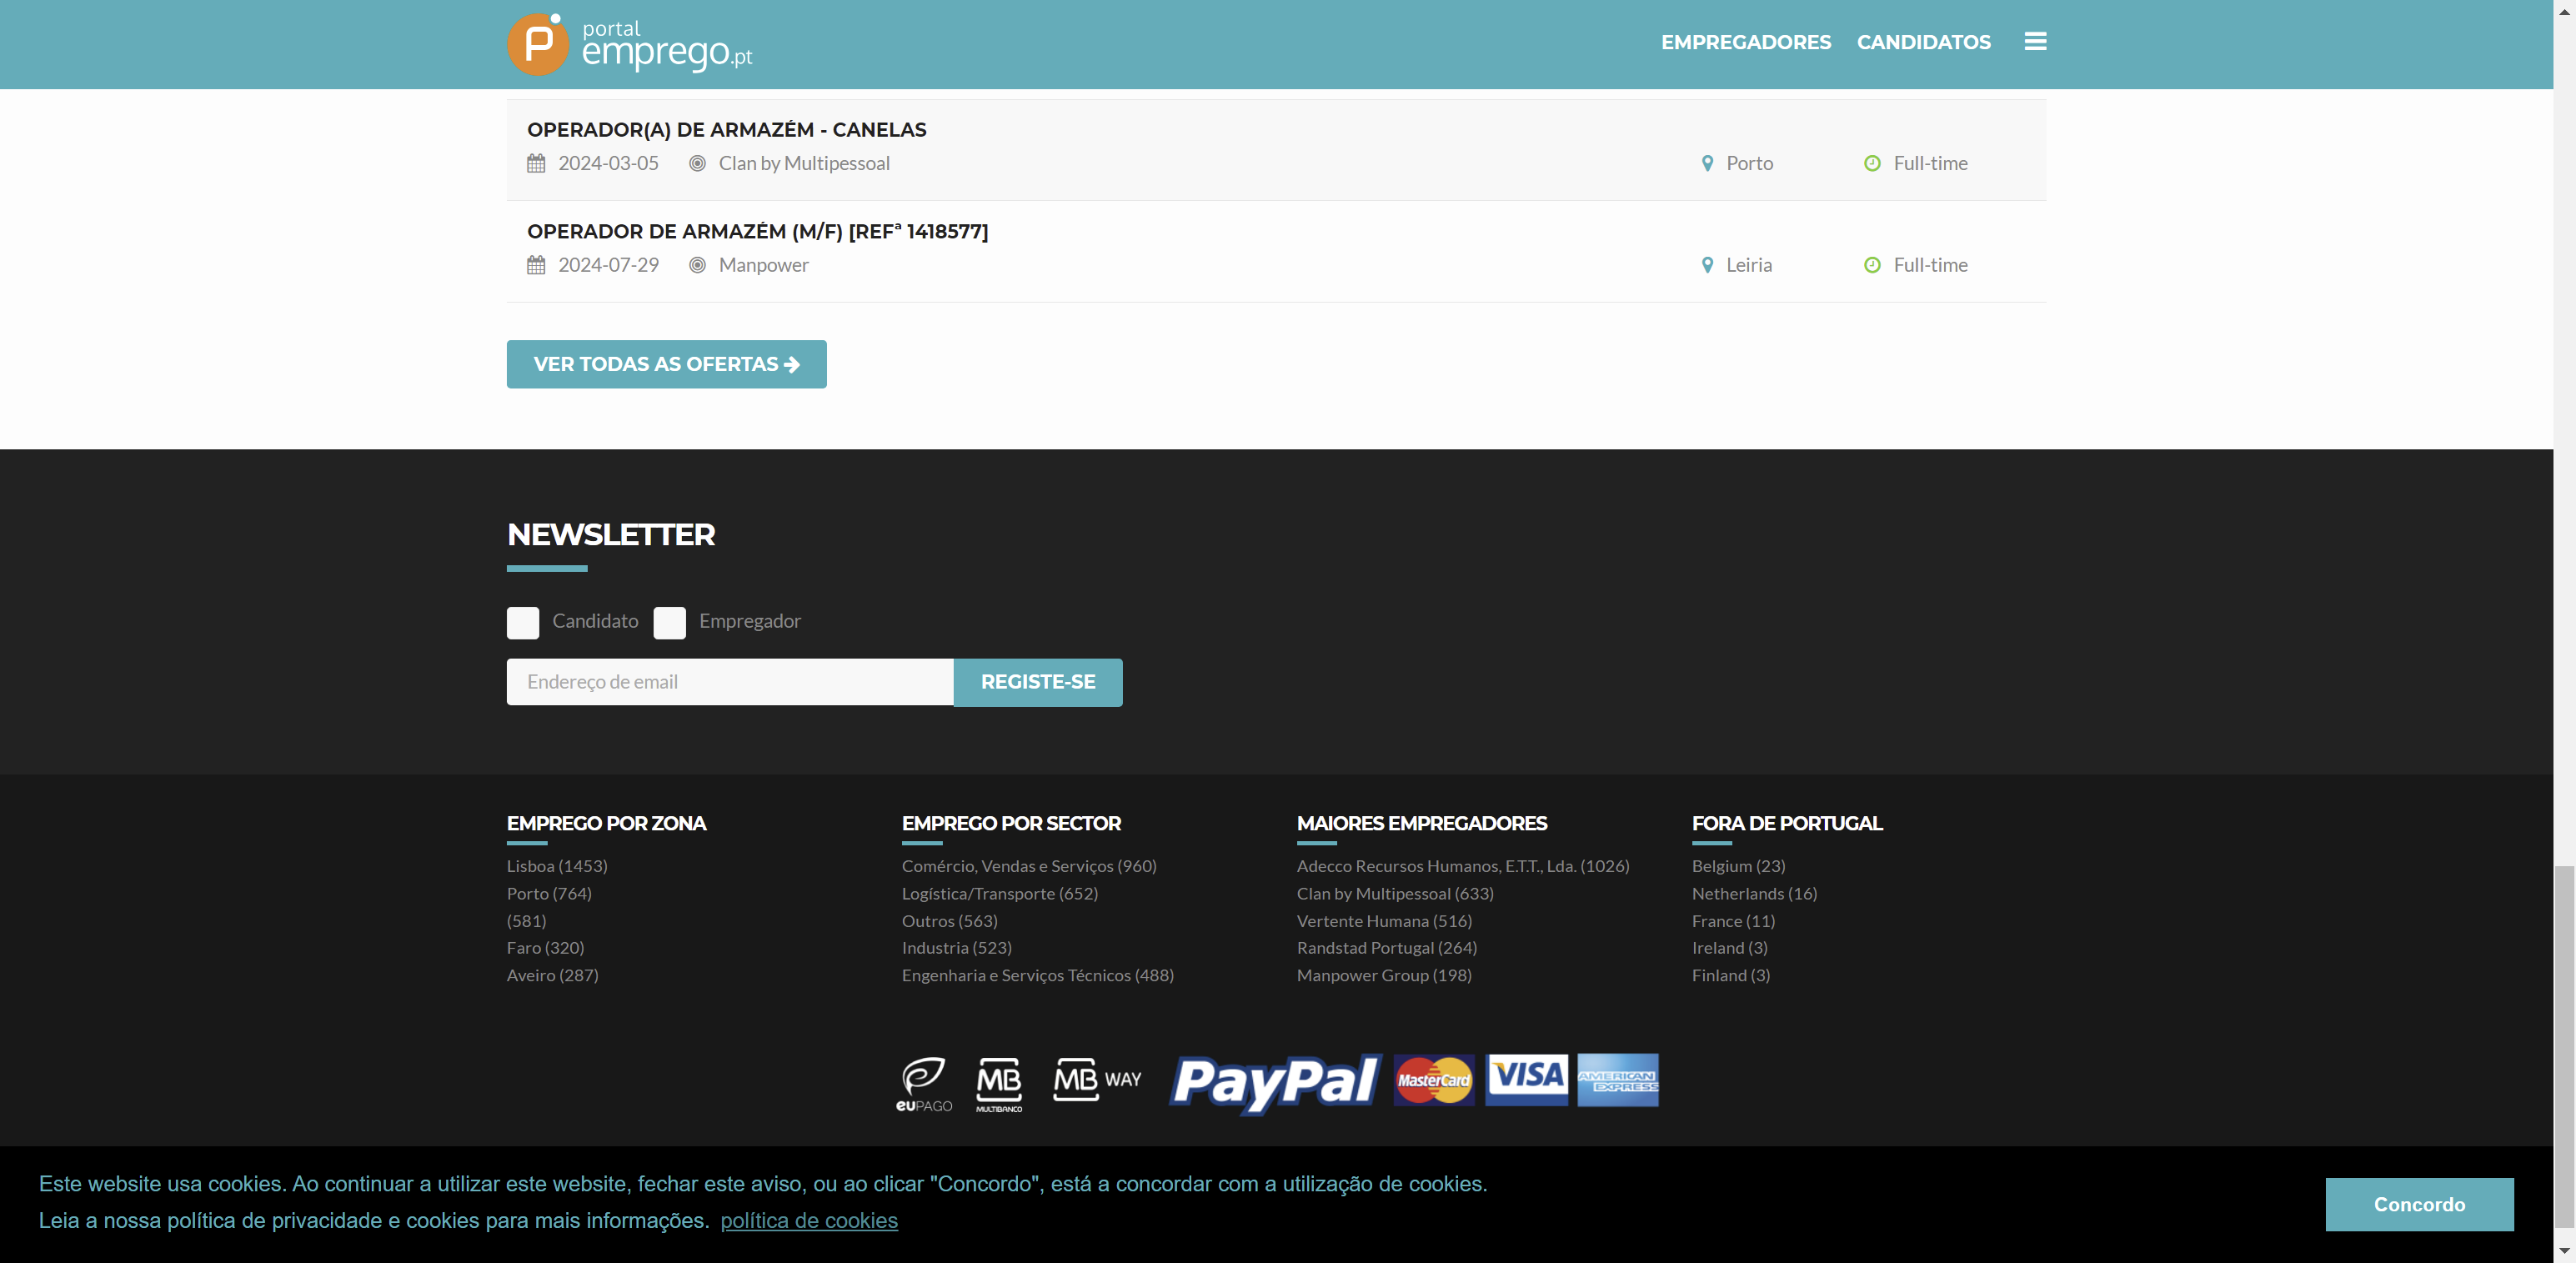 portal
emprego.pt
EMPREGADORES CANDIDATOS
OPERADOR(A) DE ARMAZÉM - CANELAS
2024-03-05 Clan by Multipessoal Porto Full-time
OPERADOR DE ARMAZÉM (M/F) [REFª 1418577]
2024-07-29 Manpower Leiria Full-time
VER TODAS AS OFERTAS
NEWSLETTER
Candidato Empregador
Endereço de email REGISTE-SE
EMPREGO POR ZONA
Lisboa (1453)
Porto (764)
(581)
Faro (320)
Aveiro (287)
EMPREGO POR SECTOR
Comércio, Vendas e Serviços (960)
Logística/Transporte (652)
Outros (563)
Industria (523)
Engenharia e Serviços Técnicos (488)
MAIORES EMPREGADORES
Adecco Recursos Humanos, E.T.T., Lda. (1026)
Clan by Multipessoal (633)
Vertente Humana (516)
Randstad Portugal (264)
Manpower Group (198)
FORA DE PORTUGAL
Belgium (23)
Netherlands (16)
France (11)
Ireland (3)
Finland (3)
euPAGO
MB
MULTIBANCO
MB WAY
PayPal
MasterCard
VISA
AMERICAN
EXPRESS
Este website usa cookies. Ao continuar a utilizar este website, fechar este aviso, ou ao clicar "Concordo", está a concordar com a utilização de cookies.
Leia a nossa política de privacidade e cookies para mais informações. política de cookies
Concordo